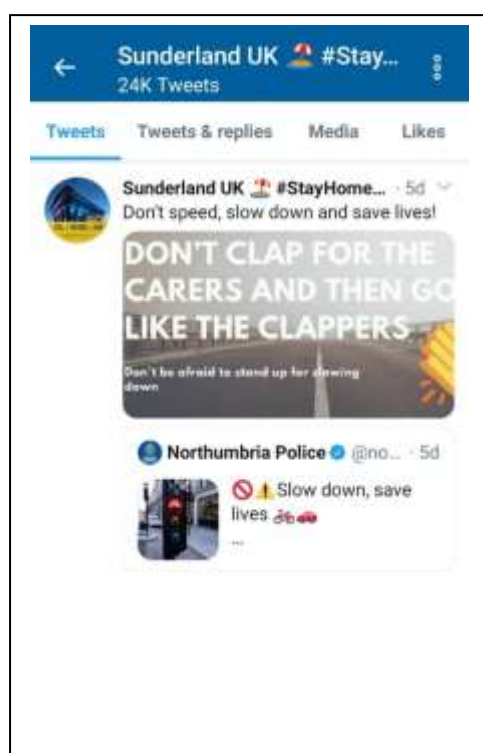 Sunderland UK 🏖 #Stay...
24K Tweets
Tweets Tweets & replies Media Likes
Sunderland UK 🏖 #StayHome... · 5d
Don't speed, slow down and save lives!
DON'T CLAP FOR THE
CARERS AND THEN GO
LIKE THE CLAPPERS
Don't be afraid to stand up for slowing
down
Northumbria Police @no... · 5d
🚫⚠Slow down, save
lives 🚲🚗
...